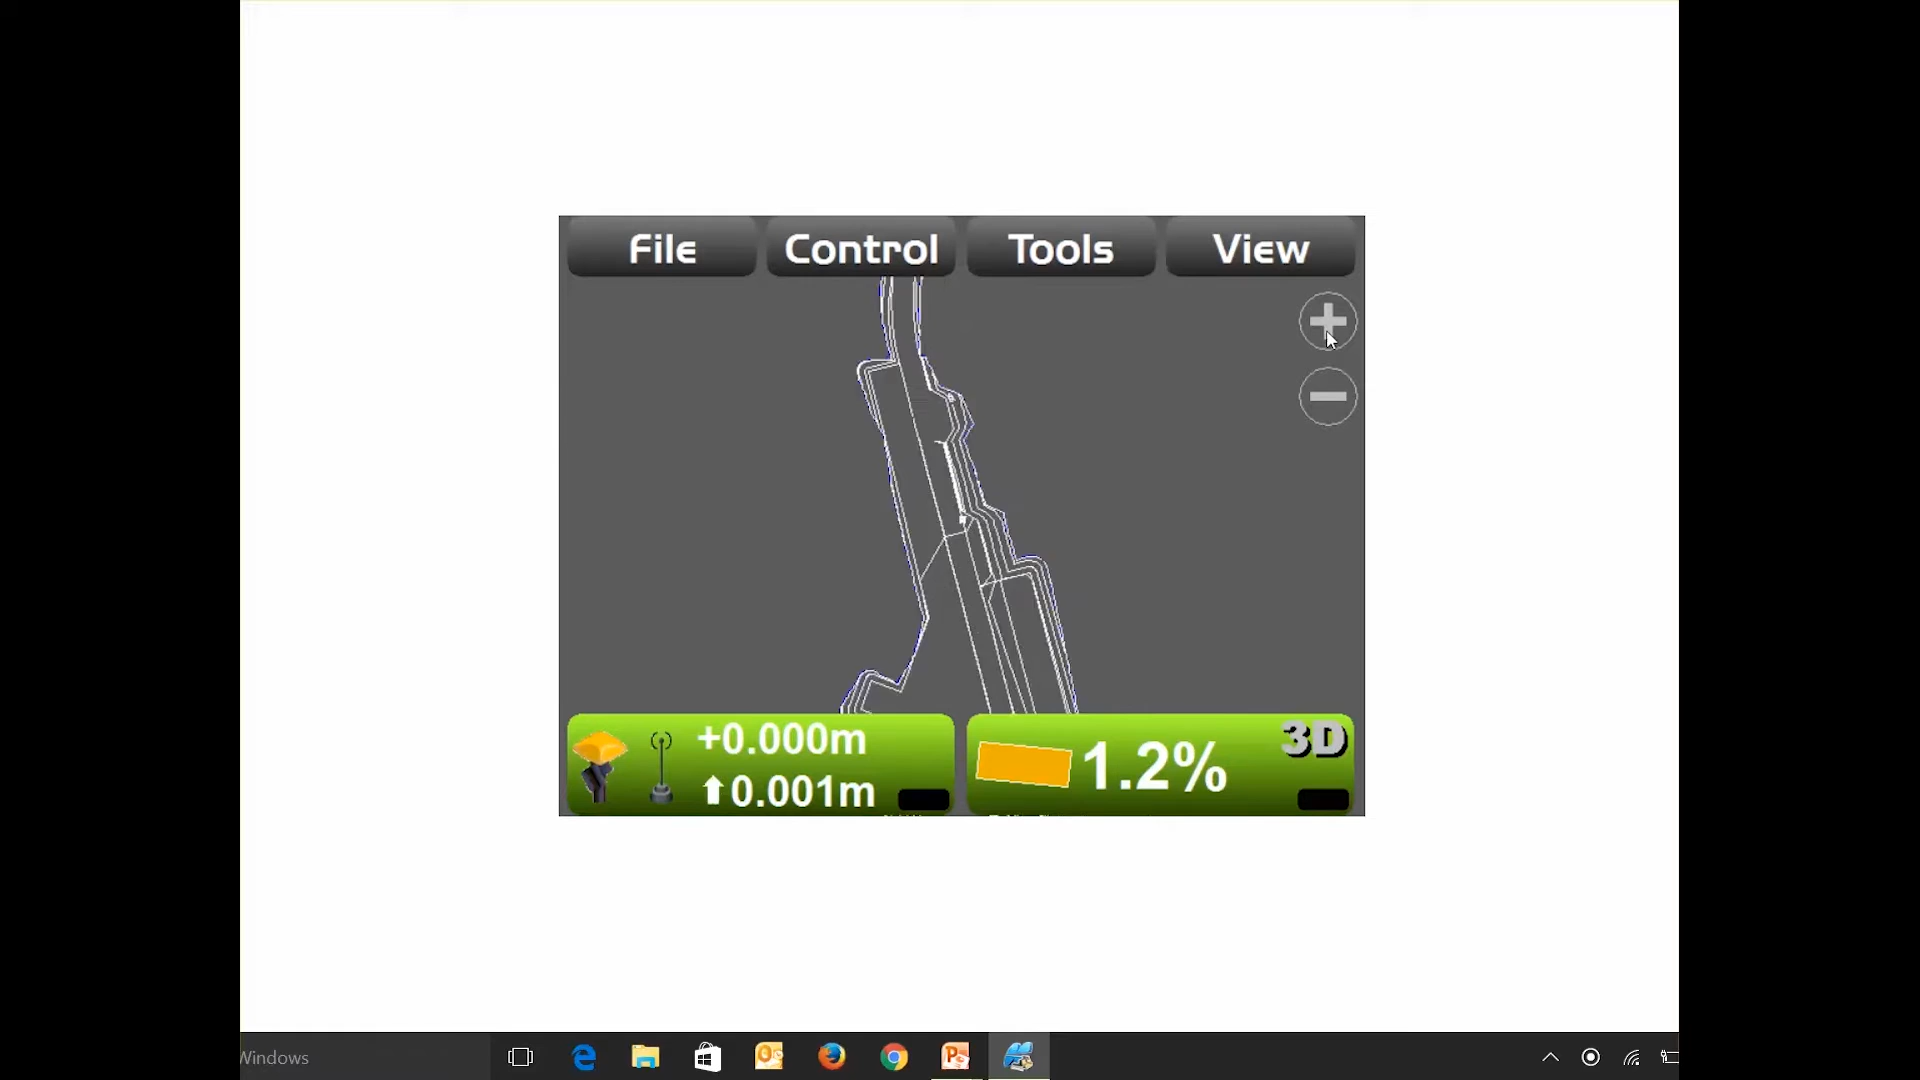 File Control Tools View
+0.000m
0.001m
1.2%
3D
Windows